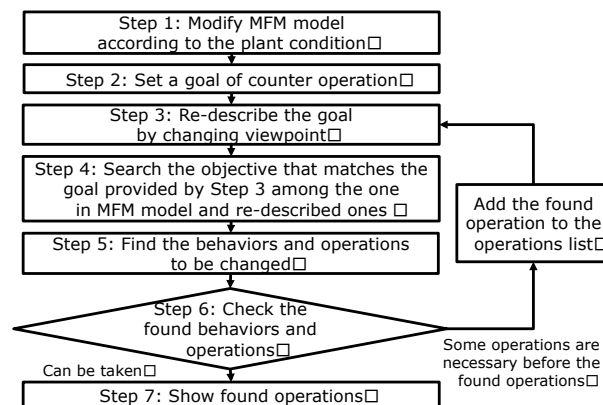 Step 1: Modify MFM model
according to the plant condition□
Step 2: Set a goal of counter operation□
Step 3: Re-describe the goal
by changing viewpoint□
Step 4: Search the objective that matches the
goal provided by Step 3 among the one
in MFM model and re-described ones □
Step 5: Find the behaviors and operations
to be changed□
Add the found
operation to the
operations list□
Step 6: Check the
found behaviors and
operations□
Some operations are
necessary before the
found operations□
Can be taken□
Step 7: Show found operations□